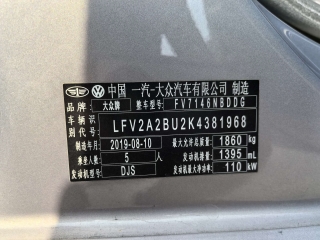 中国 一汽-大众汽车有限公司 制造
品牌 大众牌 整车型号 FV7146NBDDG
车辆识别代号 LFV2A2BU2K4381968
制造年月 2019-08-10 最大允许总质量 1860 kg
乘坐人数 5 人 发动机排量 1395 mL
发动机型号 DJS 发动机最大净功率 110 kW